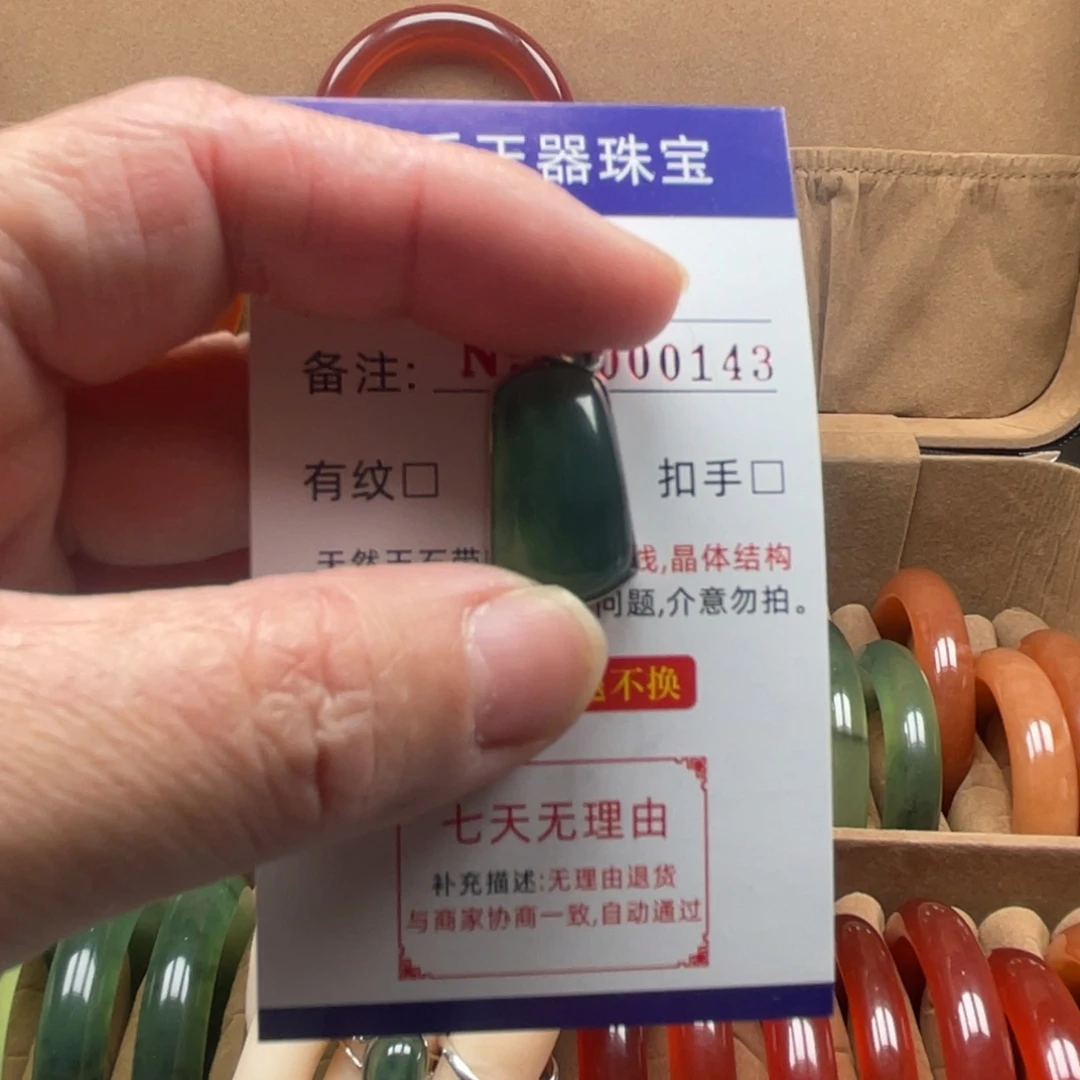 玉器珠宝
备注: N 000143
有纹□ 扣手□
天然玉石带 线,晶体结构
问题,介意勿拍。
不换
七天无理由
补充描述:无理由退货
与商家协商一致,自动通过